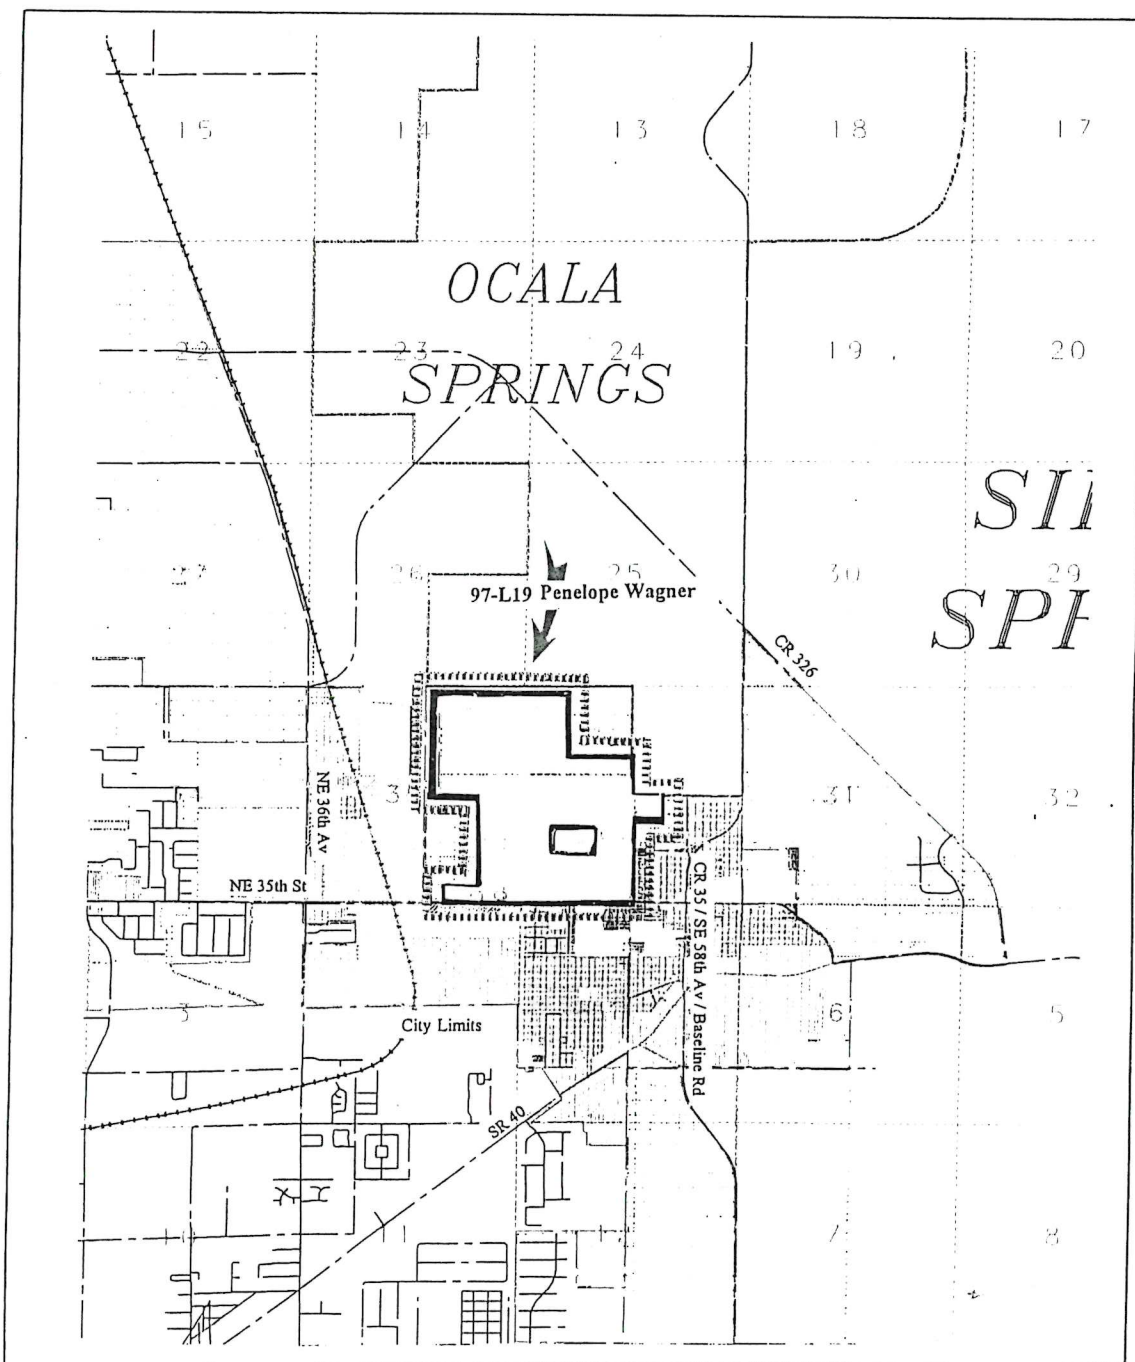 15 14 13 18 17
OCALA
22 23 24 19 20
SPRINGS
27 26 25 30 29
97-L19 Penelope Wagner
CR 326
31 32
NE 36th Av
NE 35th St
CR 35 / SE 58th Av / Baseline Rd
3 6 5
City Limits
SR 40
11 7 8